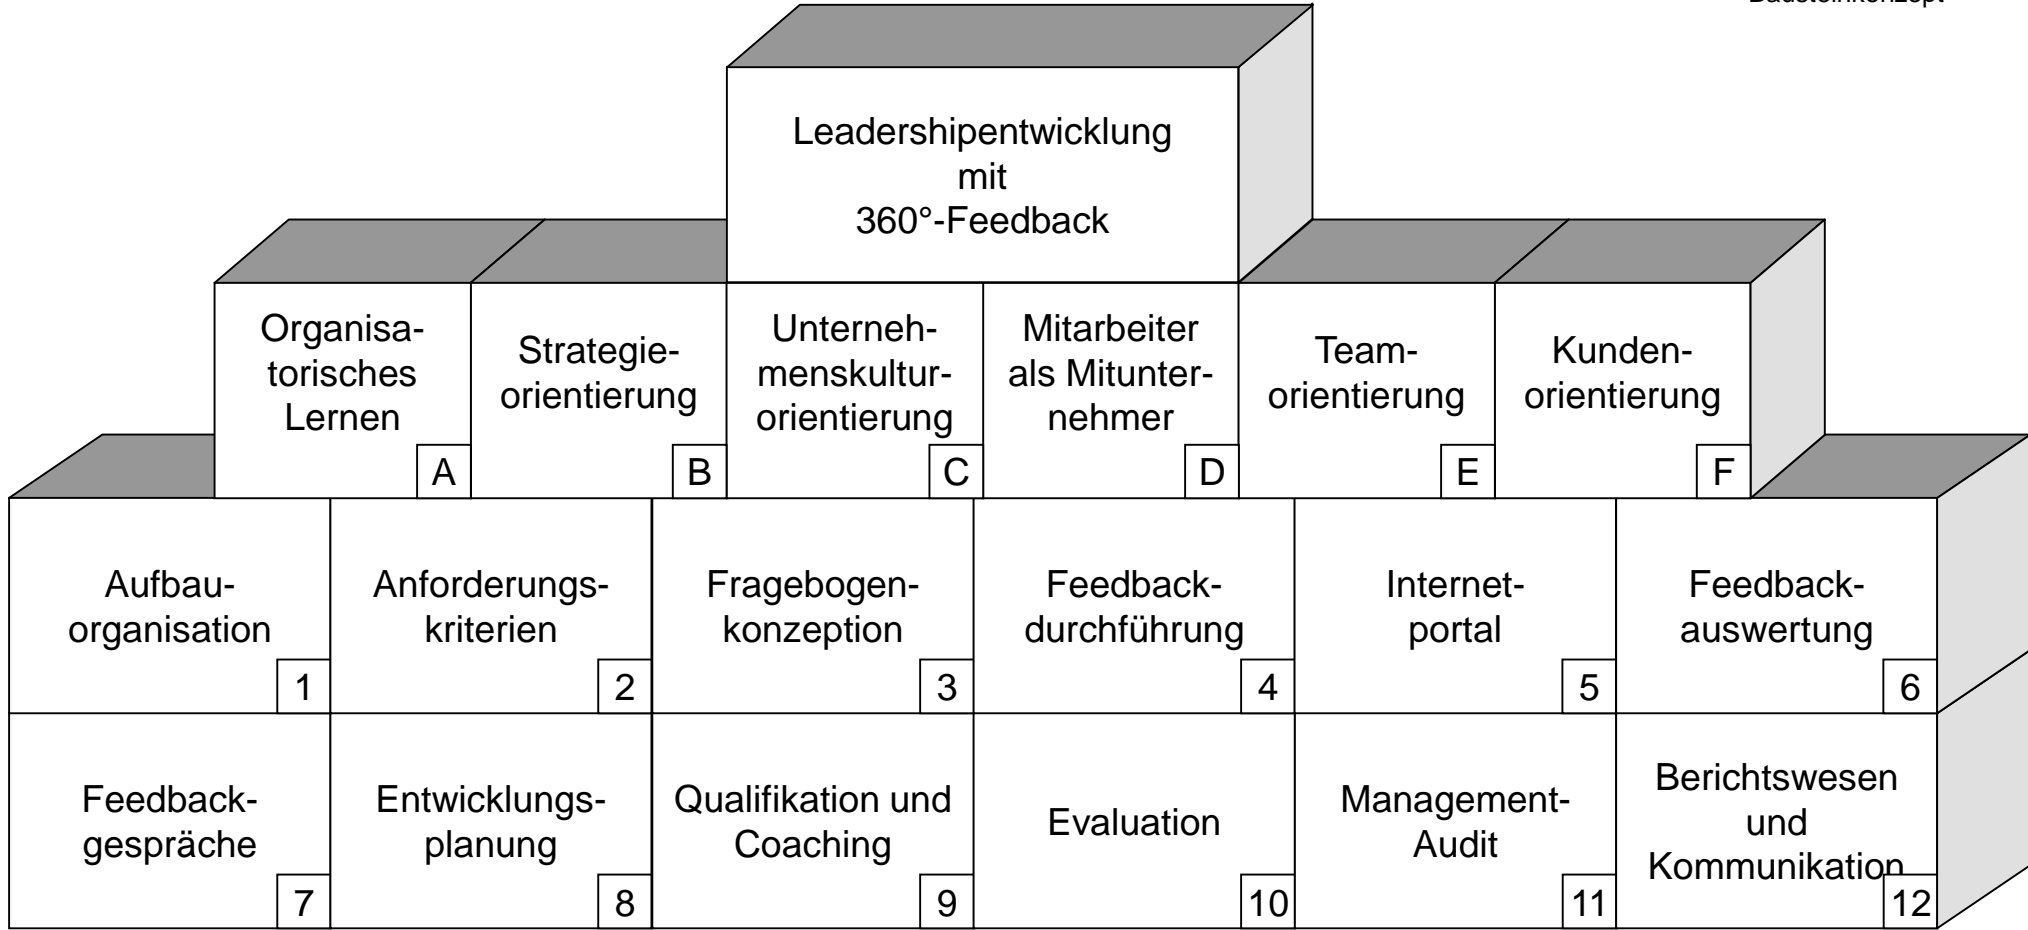 Bausteinkonzept
Leadershipentwicklung
mit
360°-Feedback
Organisa-
torisches
Lernen
A
Strategie-
orientierung
B
Unterneh-
menskultur-
orientierung
C
Mitarbeiter
als Mitunter-
nehmer
D
Team-
orientierung
E
Kunden-
orientierung
F
Aufbau-
organisation
1
Anforderungs-
kriterien
2
Fragebogen-
konzeption
3
Feedback-
durchführung
4
Internet-
portal
5
Feedback-
auswertung
6
Feedback-
gespräche
7
Entwicklungs-
planung
8
Qualifikation und
Coaching
9
Evaluation
10
Management-
Audit
11
Berichtswesen
und
Kommunikation
12